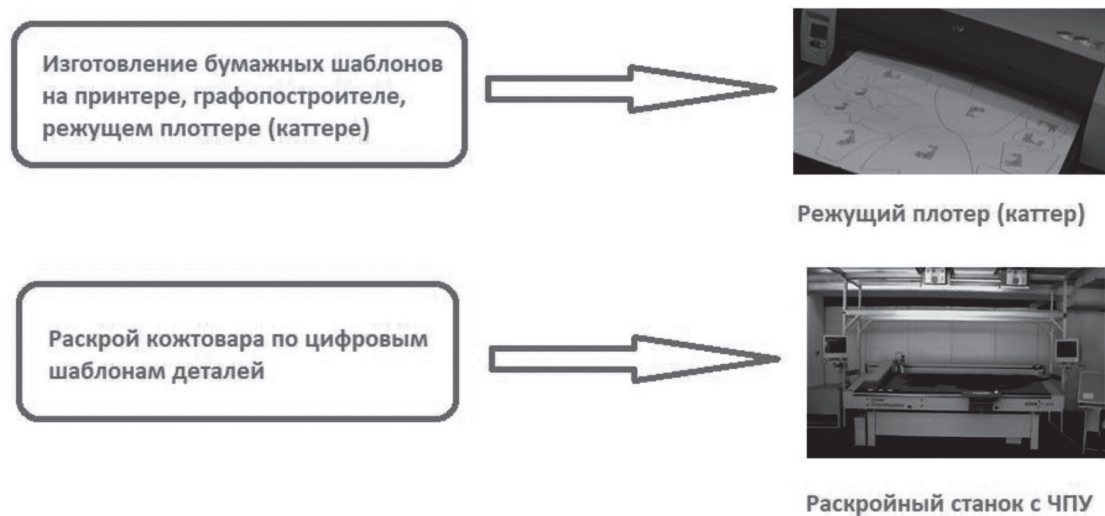 Изготовление бумажных шаблонов
на принтере, графопостроителе,
режущем плоттере (каттере)
Режущий плотер (каттер)
Раскрой кожтовара по цифровым
шаблонам деталей
Раскройный станок с ЧПУ